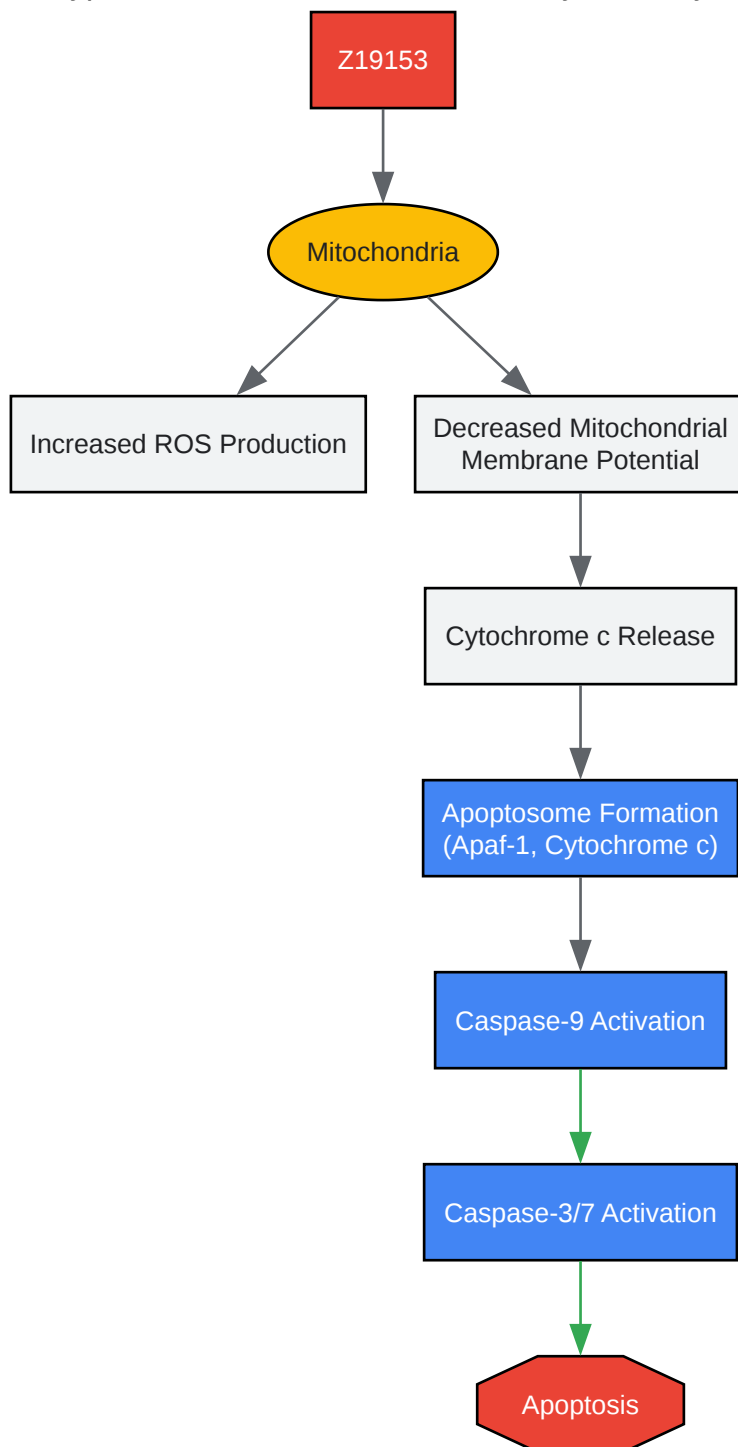 Z19153
Mitochondria
Increased ROS Production
Decreased Mitochondrial
Membrane Potential
Cytochrome c Release
Apoptosome Formation
(Apaf-1, Cytochrome c)
Caspase-9 Activation
Caspase-3/7 Activation
Apoptosis